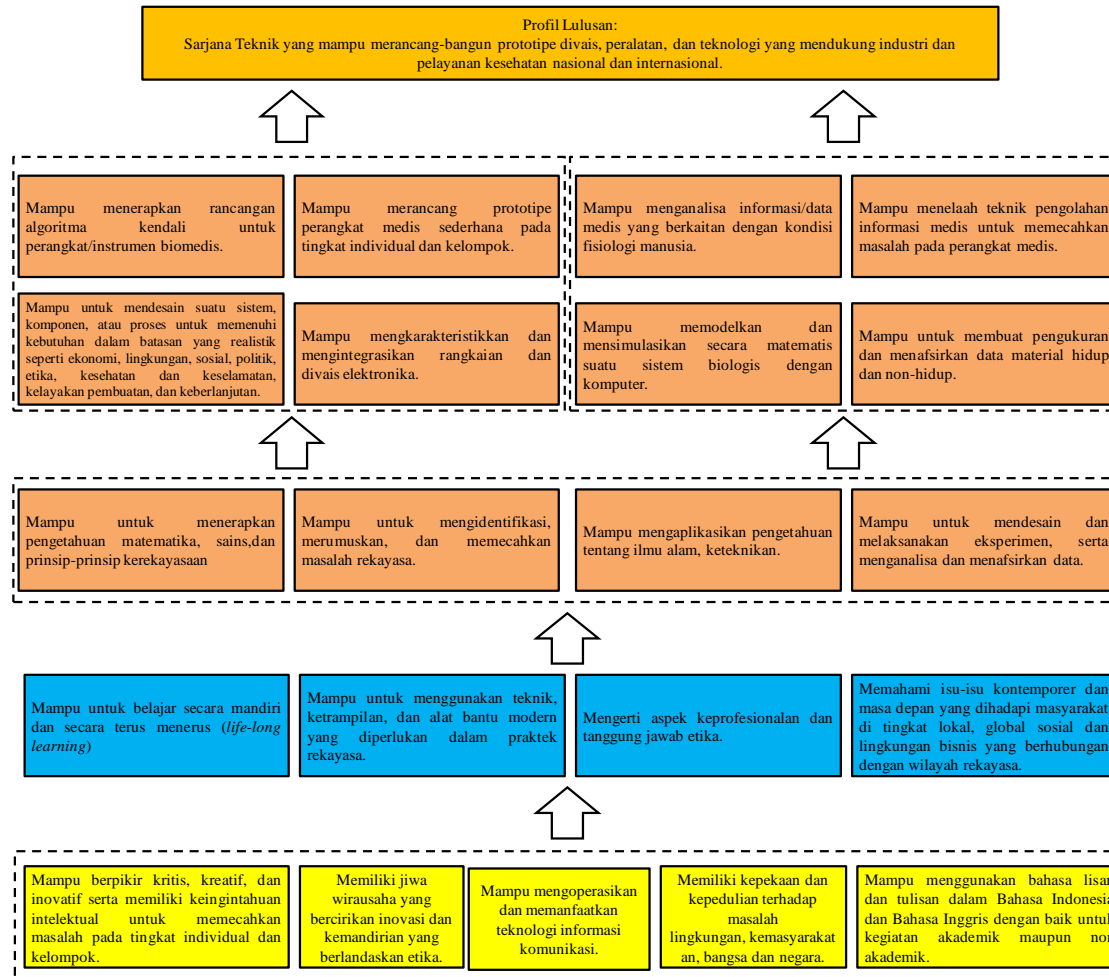 Profil Lulusan:
Sarjana Teknik yang mampu merancang-bangun prototipe divais, peralatan, dan teknologi yang mendukung industri dan
pelayanan kesehatan nasional dan internasional.
Mampu menerapkan rancangan
algoritma kendali untuk
perangkat/instrumen biomedis.
Mampu merancang prototipe
perangkat medis sederhana pada
tingkat individual dan kelompok.
Mampu menganalisa informasi/data
medis yang berkaitan dengan kondisi
fisiologi manusia.
Mampu menelaah teknik pengolahan
informasi medis untuk memecahkan
masalah pada perangkat medis.
Mampu untuk mendesain suatu sistem,
komponen, atau proses untuk memenuhi
kebutuhan dalam batasan yang realistik
seperti ekonomi, lingkungan, sosial, politik,
etika, kesehatan dan keselamatan,
kelayakan pembuatan, dan keberlanjutan.
Mampu mengkarakteristikkan dan
mengintegrasikan rangkaian dan
divais elektronika.
Mampu memodelkan dan
mensimulasikan secara matematis
suatu sistem biologis dengan
komputer.
Mampu untuk membuat pengukuran
dan menafsirkan data material hidup
dan non-hidup.
Mampu untuk menerapkan
pengetahuan matematika, sains,dan
prinsip-prinsip kerekayasaan
Mampu untuk mengidentifikasi,
merumuskan, dan memecahkan
masalah rekayasa.
Mampu mengaplikasikan pengetahuan
tentang ilmu alam, keteknikan.
Mampu untuk mendesain dan
melaksanakan eksperimen, serta
menganalisa dan menafsirkan data.
Mampu untuk belajar secara mandiri
dan secara terus menerus (life-long
learning)
Mampu untuk menggunakan teknik,
ketrampilan, dan alat bantu modern
yang diperlukan dalam praktek
rekayasa.
Mengerti aspek keprofesionalan dan
tanggung jawab etika.
Memahami isu-isu kontemporer dan
masa depan yang dihadapi masyarakat
di tingkat lokal, global sosial dan
lingkungan bisnis yang berhubungan
dengan wilayah rekayasa.
Mampu berpikir kritis, kreatif, dan
inovatif serta memiliki keingintahuan
intelektual untuk memecahkan
masalah pada tingkat individual dan
kelompok.
Memiliki jiwa
wirausaha yang
bercirikan inovasi dan
kemandirian yang
berlandaskan etika.
Mampu mengoperasikan
dan memanfaatkan
teknologi informasi
komunikasi.
Memiliki kepekaan dan
kepedulian terhadap
masalah
lingkungan, kemasyarakat
an, bangsa dan negara.
Mampu menggunakan bahasa lisan
dan tulisan dalam Bahasa Indonesia
dan Bahasa Inggris dengan baik untuk
kegiatan akademik maupun non
akademik.